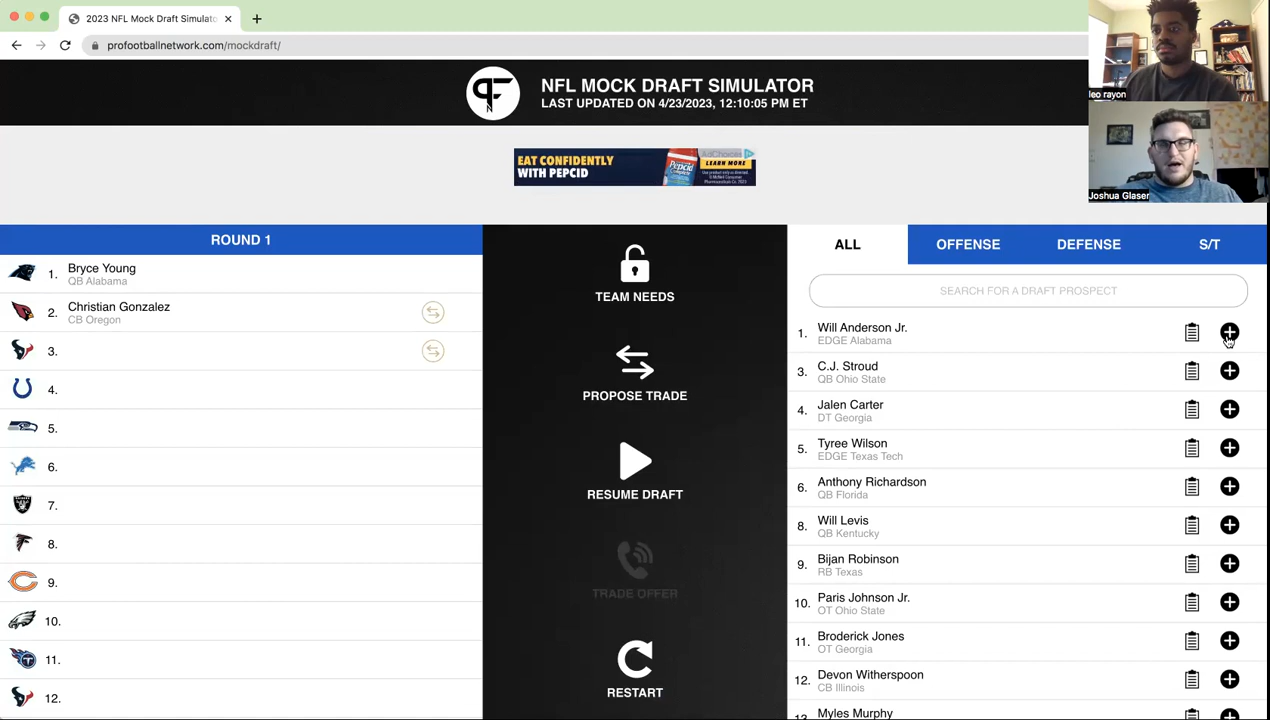 2023 NFL Mock Draft Simulato
profootballnetwork.com/mockdraft/
PF
N
NFL MOCK DRAFT SIMULATOR
LAST UPDATED ON 4/23/2023, 12:10:05 PM ET
leo rayon
Joshua Glaser
EAT CONFIDENTLY
WITH PEPCID
Pepcid
AdChoices
LEARN MORE
ROUND 1
1. Bryce Young
QB Alabama
2. Christian Gonzalez
CB Oregon
3.
4.
5.
6.
7.
8.
9.
10.
11.
12.
TEAM NEEDS
PROPOSE TRADE
RESUME DRAFT
TRADE OFFER
RESTART
ALL
OFFENSE
DEFENSE
S/T
SEARCH FOR A DRAFT PROSPECT
1. Will Anderson Jr.
EDGE Alabama
3. C.J. Stroud
QB Ohio State
4. Jalen Carter
DT Georgia
5. Tyree Wilson
EDGE Texas Tech
6. Anthony Richardson
QB Florida
8. Will Levis
QB Kentucky
9. Bijan Robinson
RB Texas
10. Paris Johnson Jr.
OT Ohio State
11. Broderick Jones
OT Georgia
12. Devon Witherspoon
CB Illinois
13. Myles Murphy